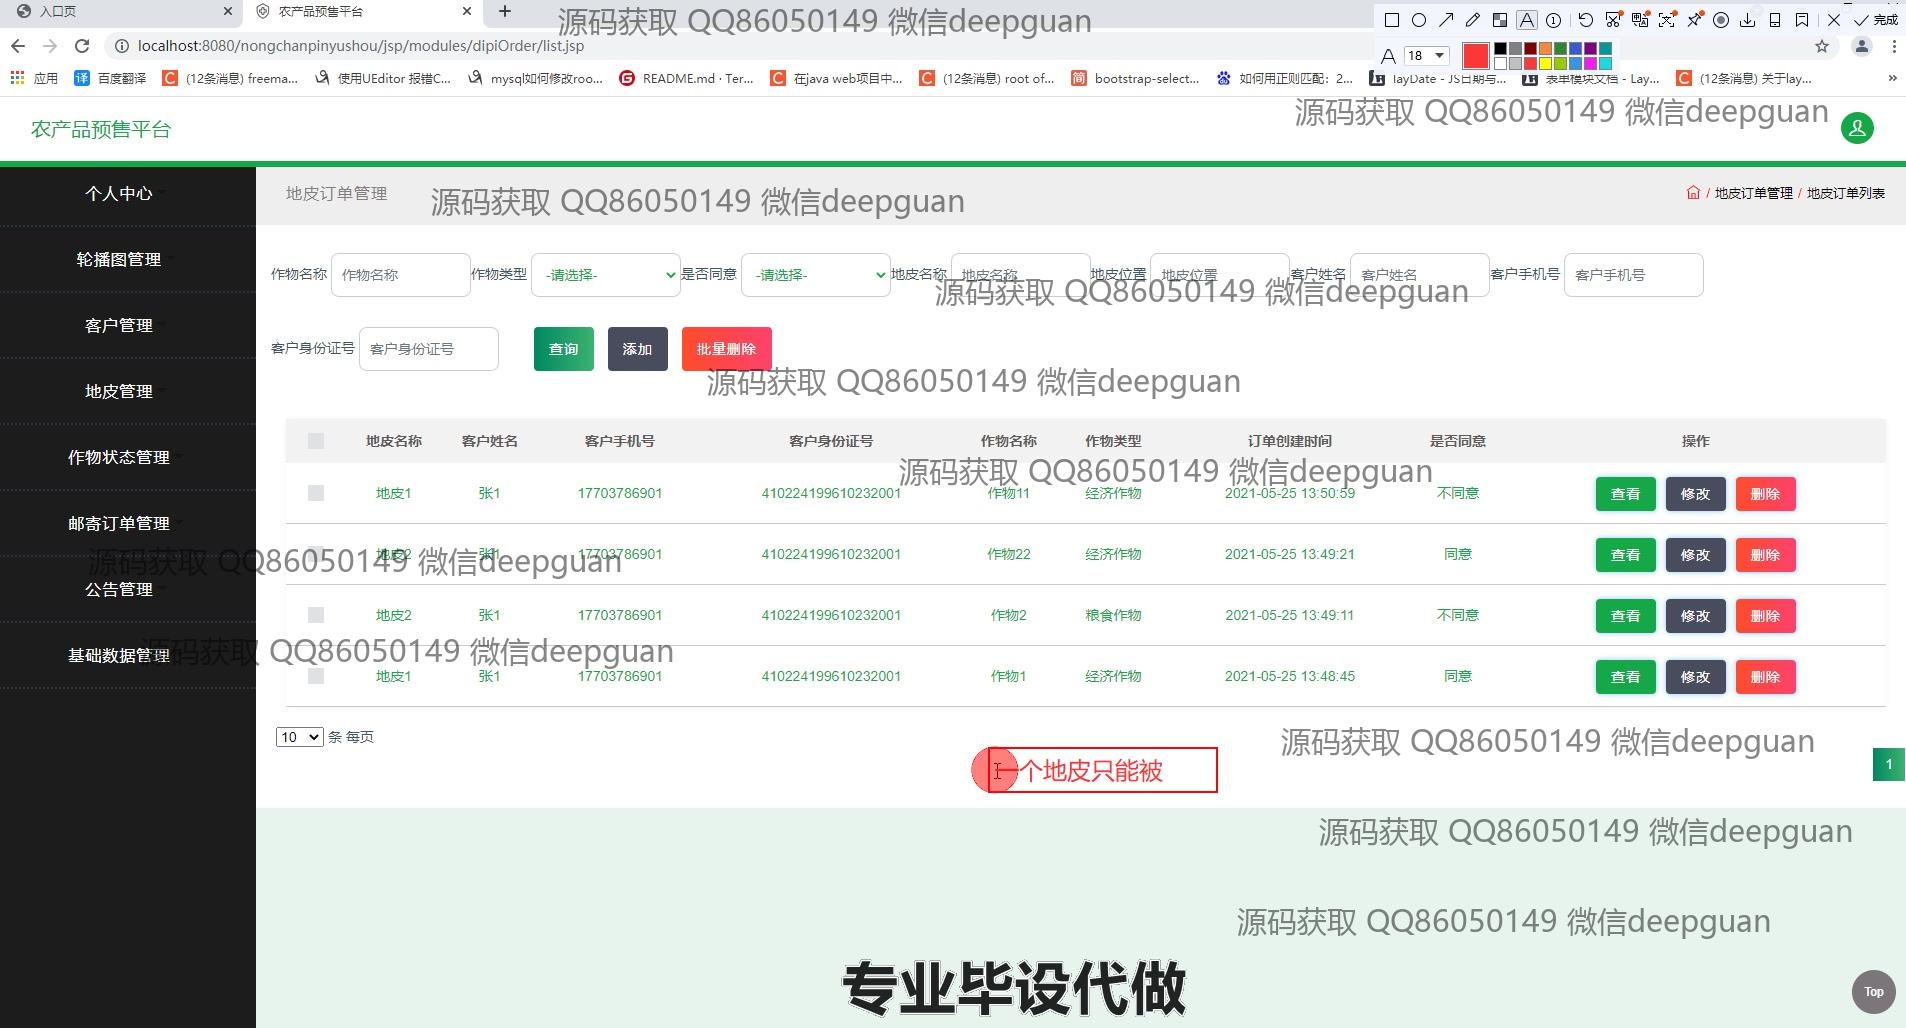 入口页
农产品预售平台
源码获取 QQ86050149 微信deepguan
完成
localhost:8080/nongchanpinyushou/jsp/modules/dipiOrder/list.jsp
A 18
应用 百度翻译 (12条消息) freema... 使用UEditor 报错C... mysql如何修改roo... README.md · Ter... 在java web项目中... (12条消息) root of... bootstrap-select... 如何用正则匹配：2... layDate - JS日期与... 表单模块文档 - Lay... (12条消息) 关于lay... »
源码获取 QQ86050149 微信deepguan
农产品预售平台
个人中心
地皮订单管理
源码获取 QQ86050149 微信deepguan
/ 地皮订单管理 / 地皮订单列表
轮播图管理
客户管理
地皮管理
作物状态管理
邮寄订单管理
公告管理
基础数据管理
作物名称 作物名称 作物类型 -请选择- 是否同意 -请选择- 地皮名称 地皮名称 地皮位置 地皮位置 客户姓名 客户姓名 客户手机号 客户手机号
源码获取 QQ86050149 微信deepguan
客户身份证号 客户身份证号 查询 添加 批量删除
源码获取 QQ86050149 微信deepguan
地皮名称 客户姓名 客户手机号 客户身份证号 作物名称 作物类型 订单创建时间 是否同意 操作
源码获取 QQ86050149 微信deepguan
地皮1 张1 17703786901 410224199610232001 作物11 经济作物 2021-05-25 13:50:59 不同意 查看 修改 删除
地皮2 张1 17703786901 410224199610232001 作物22 经济作物 2021-05-25 13:49:21 同意 查看 修改 删除
源码获取 QQ86050149 微信deepguan
地皮2 张1 17703786901 410224199610232001 作物2 粮食作物 2021-05-25 13:49:11 不同意 查看 修改 删除
源码获取 QQ86050149 微信deepguan
地皮1 张1 17703786901 410224199610232001 作物1 经济作物 2021-05-25 13:48:45 同意 查看 修改 删除
10 条 每页
源码获取 QQ86050149 微信deepguan
一个地皮只能被
1
源码获取 QQ86050149 微信deepguan
源码获取 QQ86050149 微信deepguan
专业毕设代做
Top